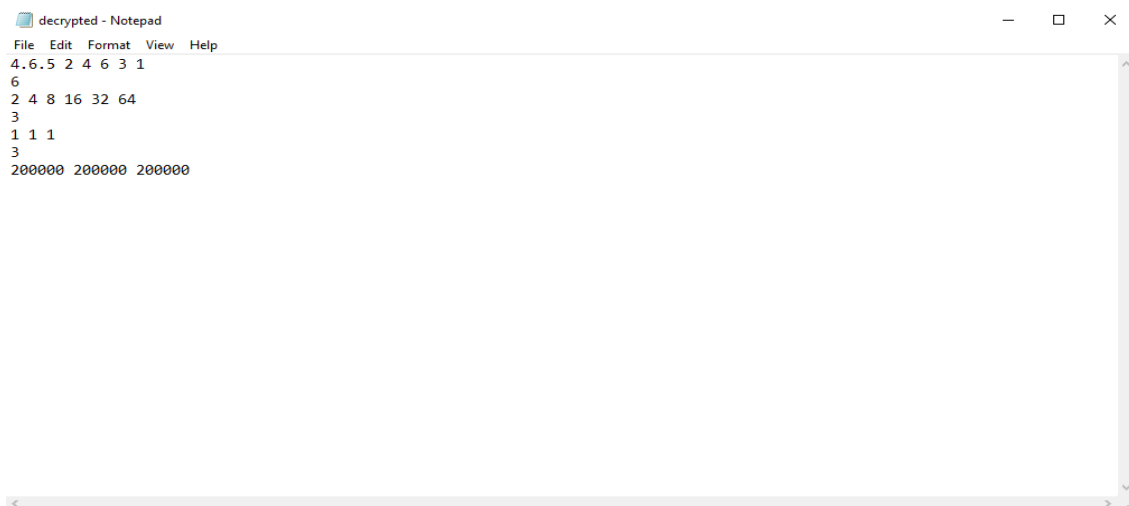 decrypted - Notepad
File Edit Format View Help
4.6.5 2 4 6 3 1
6
2 4 8 16 32 64
3
1 1 1
3
200000 200000 200000